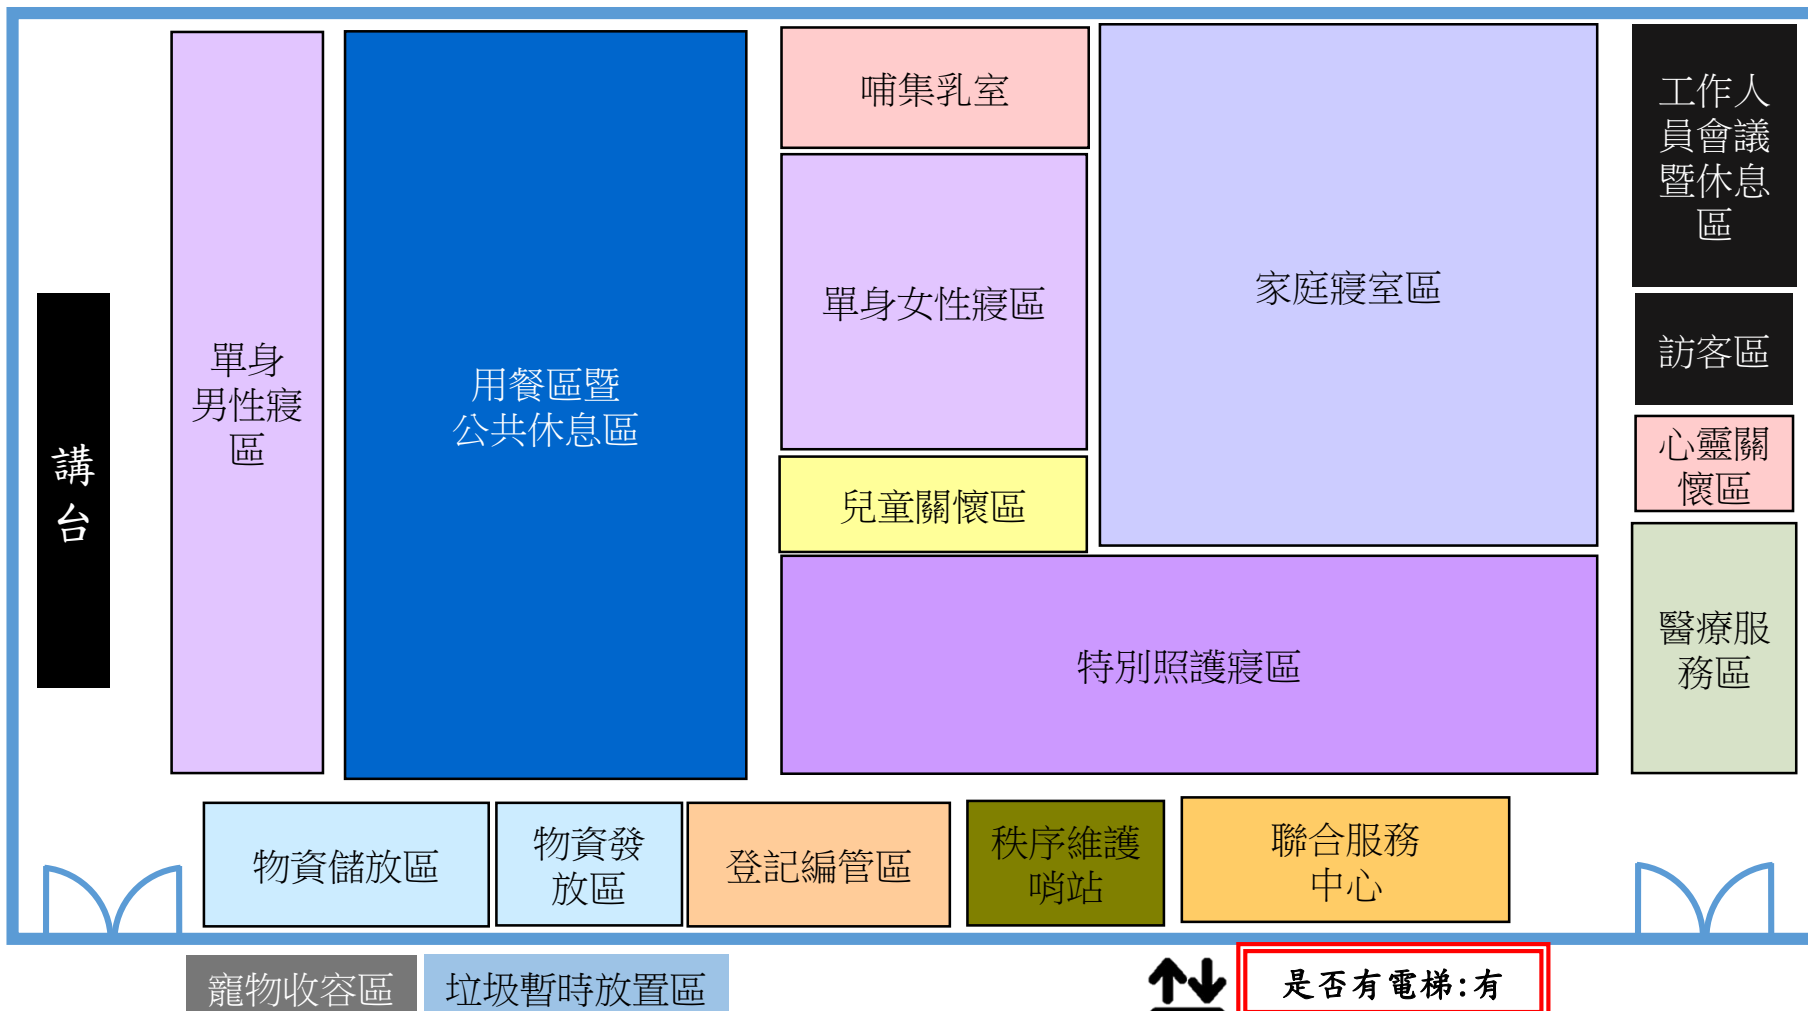 講
台
單身
男性寢
區
用餐區暨
公共休息區
哺集乳室
單身女性寢區
兒童關懷區
家庭寢室區
特別照護寢區
工作人
員會議
暨休息
區
訪客區
心靈關
懷區
醫療服
務區
物資儲放區
物資發
放區
登記編管區
秩序維護
哨站
聯合服務
中心
寵物收容區
垃圾暫時放置區
是否有電梯:有